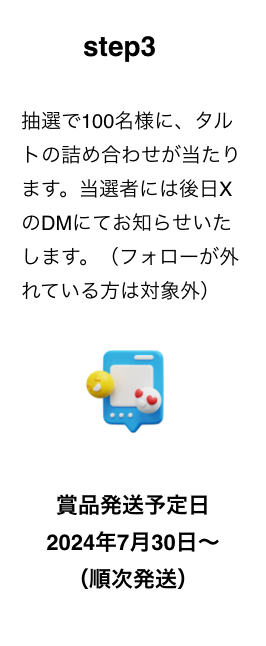 step3
抽選で100名様に、タル
トの詰め合わせが当たり
ます。当選者には後日X
のDMにてお知らせいた
します。（フォローが外
れている方は対象外）
賞品発送予定日
2024年7月30日〜
（順次発送）